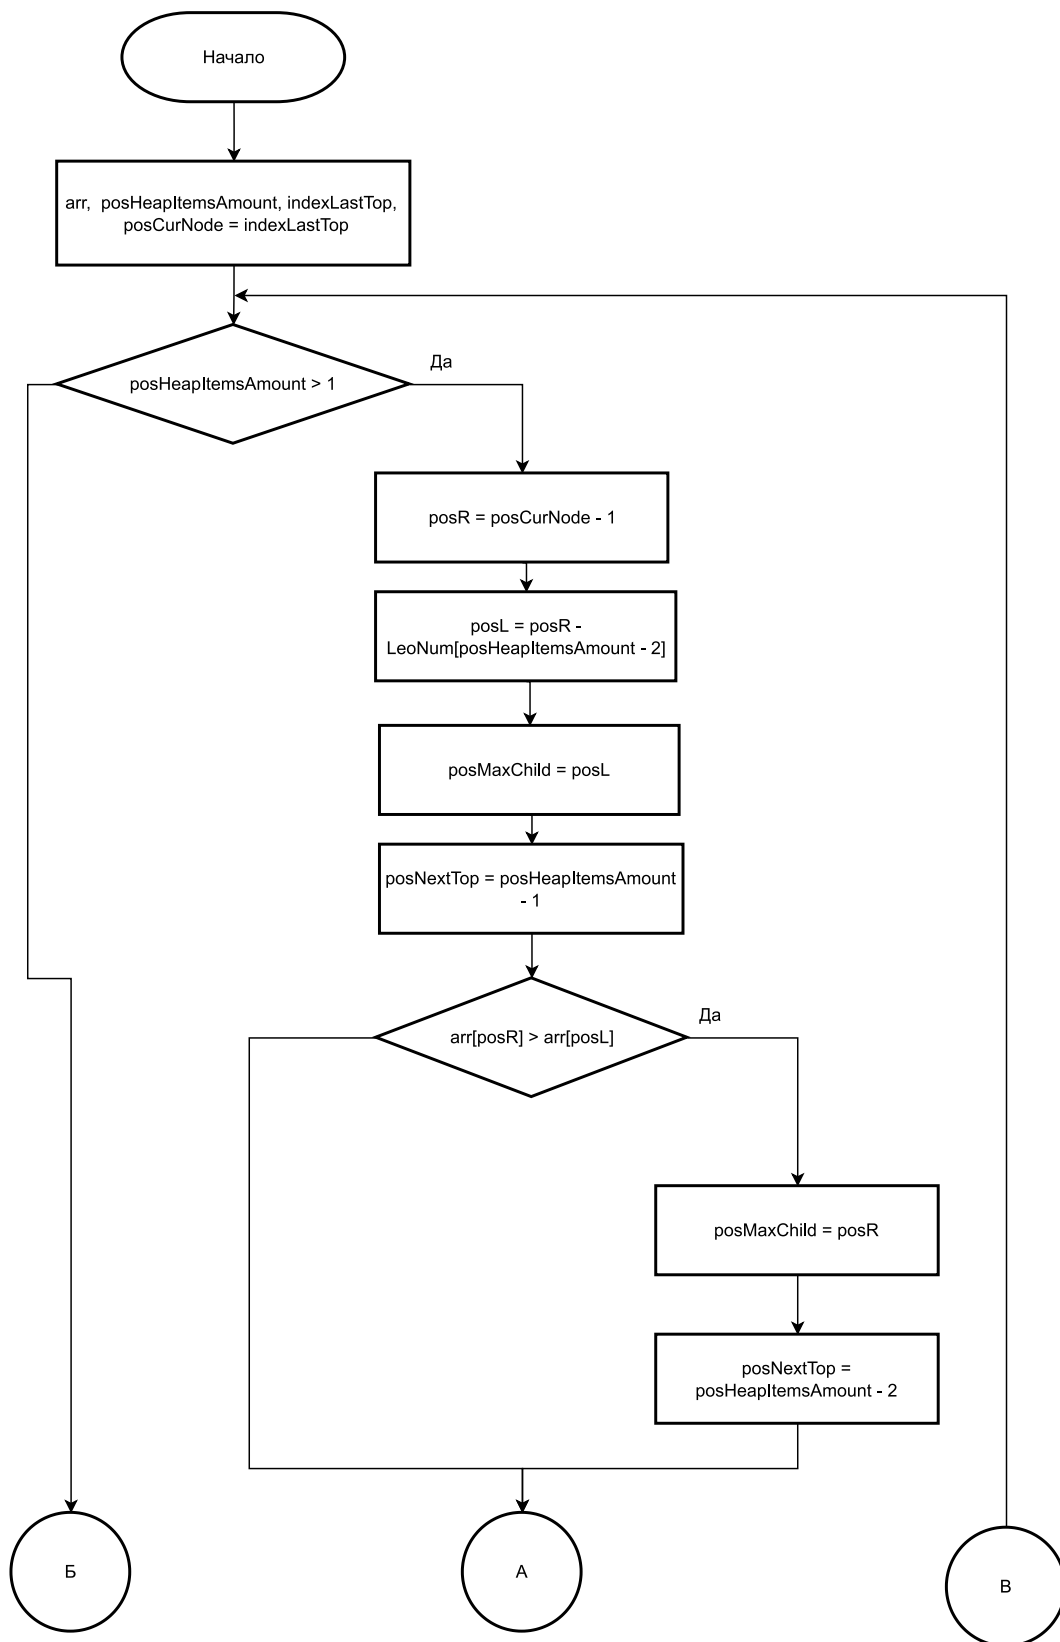 Начало
arr, posHeapItemsAmount, indexLastTop,
posCurNode = indexLastTop
Да
posHeapItemsAmount > 1
posR = posCurNode - 1
posL = posR -
LeoNum[posHeapItemsAmount - 2]
posMaxChild = posL
posNextTop = posHeapItemsAmount
- 1
Да
arr[posR] > arr[posL]
posMaxChild = posR
posNextTop =
posHeapItemsAmount - 2
Б
А
В